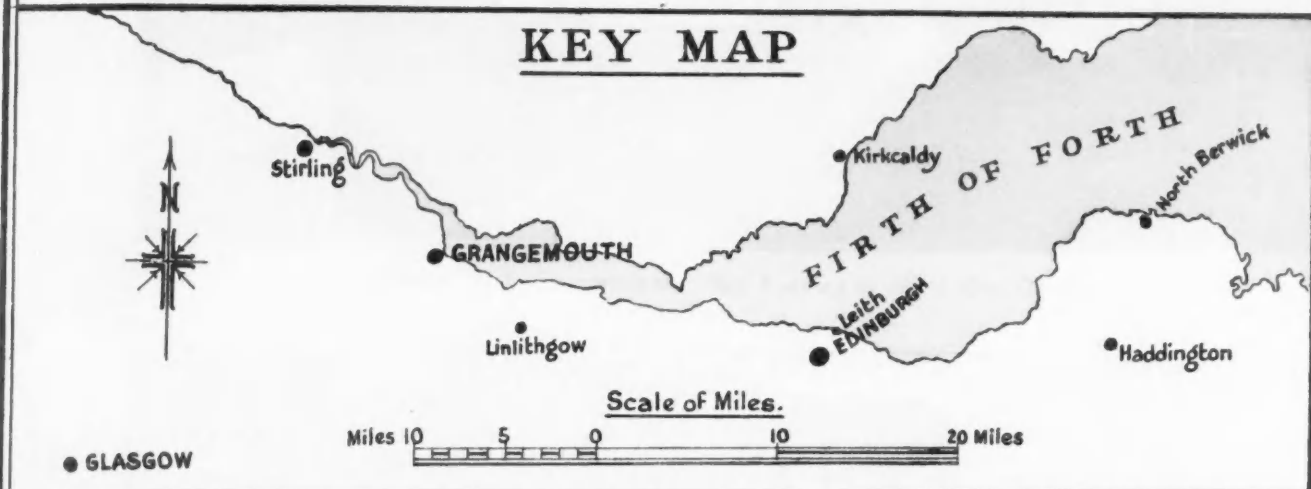 KEY MAP
N
Stirling
Kirkcaldy
FIRTH OF FORTH
North Berwick
GRANGEMOUTH
Leith
EDINBURGH
Linlithgow
Haddington
Scale of Miles.
Miles 10 5 0 10 20 Miles
GLASGOW